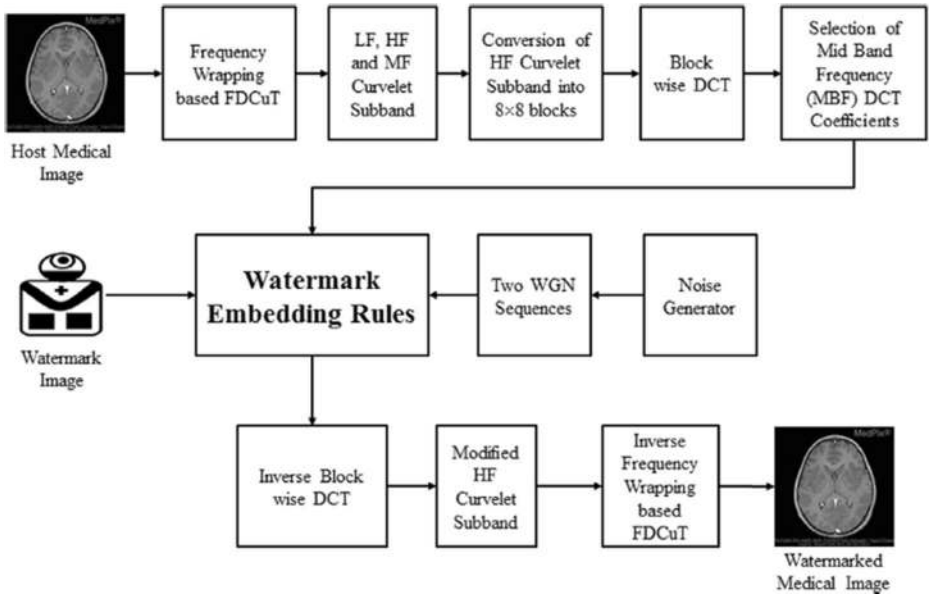 MedPix®
Host Medical
Image
Frequency
Wrapping
based FDCuT
LF, HF
and MF
Curvelet
Subband
Conversion of
HF Curvelet
Subband into
8×8 blocks
Block
wise DCT
Selection of
Mid Band
Frequency
(MBF) DCT
Coefficients
Watermark
Image
Watermark
Embedding Rules
Two WGN
Sequences
Noise
Generator
Inverse Block
wise DCT
Modified
HF
Curvelet
Subband
Inverse
Frequency
Wrapping
based
FDCuT
MedPix®
Watermarked
Medical Image